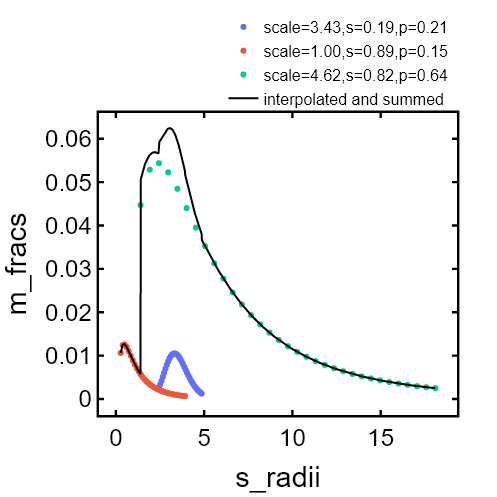 scale=3.43,s=0.19,p=0.21
scale=1.00,s=0.89,p=0.15
scale=4.62,s=0.82,p=0.64
interpolated and summed
0.06
0.05
0.04
0.03
0.02
0.01
0
m_fracs
0 5 10 15
s_radii